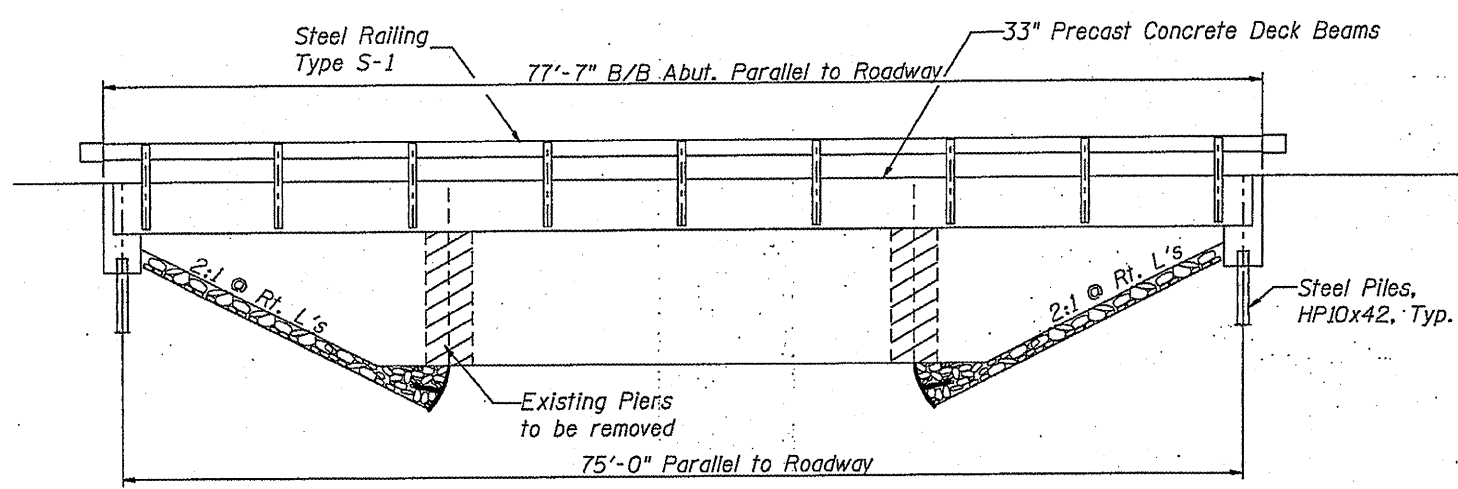 Steel Railing
Type S-1
33" Precast Concrete Deck Beams
77'-7" B/B Abut. Parallel to Roadway
2:1 @ Rt. L's
2:1 @ Rt. L's
Steel Piles,
HP10x42, Typ.
Existing Piers
to be removed
75'-0" Parallel to Roadway